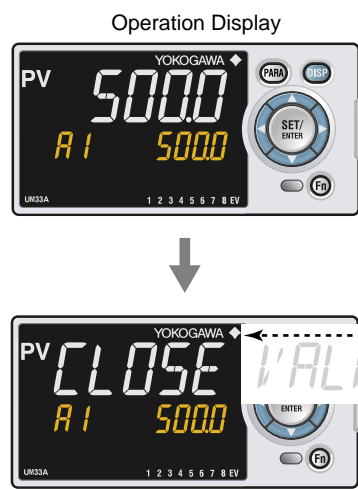 Operation Display
YOKOGAWA
PV 500.0
A1 500.0
UM33A 1 2 3 4 5 6 7 8 EV
PARA DISP
SET/
ENTER
Fn
YOKOGAWA
PV CLOSE
A1 500.0
UM33A 1 2 3 4 5 6 7 8 EV
ENTER
Fn